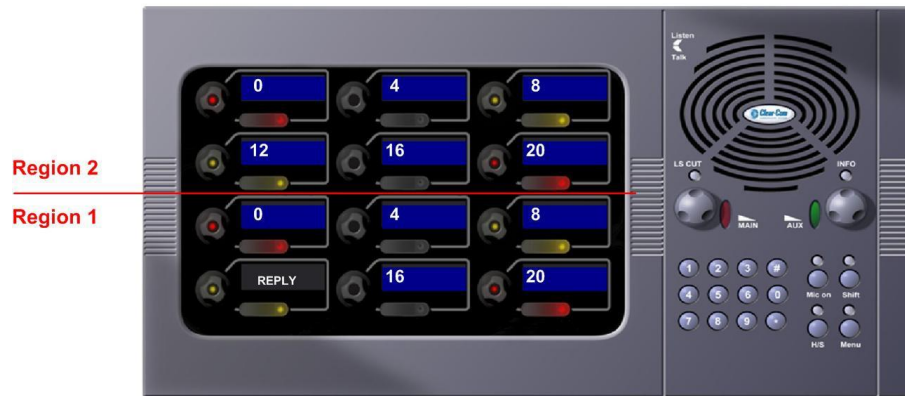 Region 2
Region 1
0 4 8
12 16 20
0 4 8
REPLY 16 20
Listen
Talk
Clear-Com
LS CUT INFO
MAIN AUX
1 2 3 #
4 5 6 0
7 8 9 *
Mic on Shift
H/S Menu